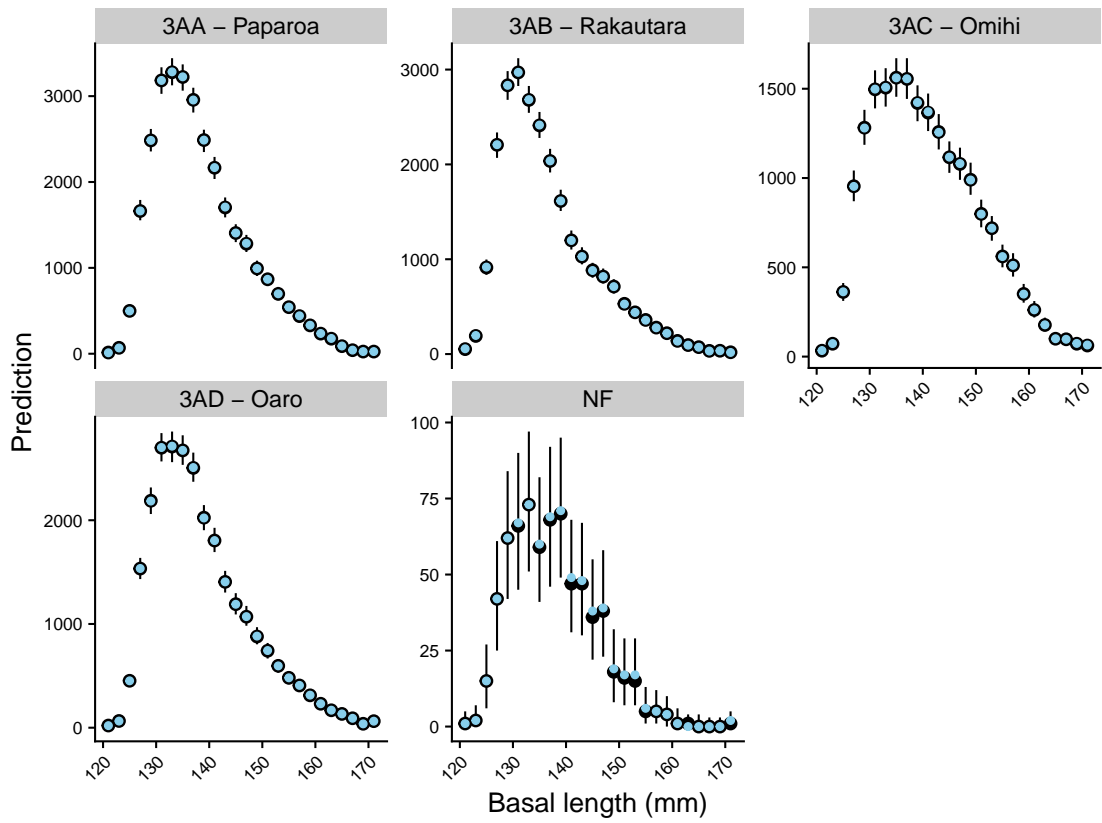 3AA – Paparoa
3AB – Rakautara
3AC – Omihi
3000
2000
1000
0
3000
2000
1000
0
1500
1000
500
0
120 130 140 150 160 170
3AD – Oaro
NF
2000
1000
0
100
75
50
25
0
120 130 140 150 160 170
120 130 140 150 160 170
Prediction
Basal length (mm)